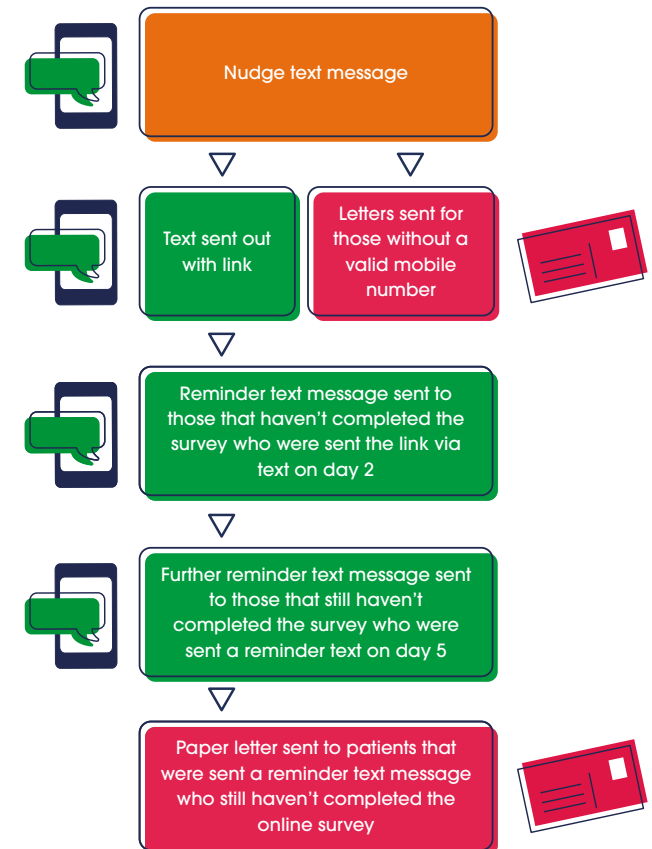 Nudge text message
Text sent out
with link
Letters sent for
those without a
valid mobile
number
Reminder text message sent to
those that haven’t completed the
survey who were sent the link via
text on day 2
Further reminder text message sent
to those that still haven’t
completed the survey who were
sent a reminder text on day 5
Paper letter sent to patients that
were sent a reminder text message
who still haven’t completed the
online survey